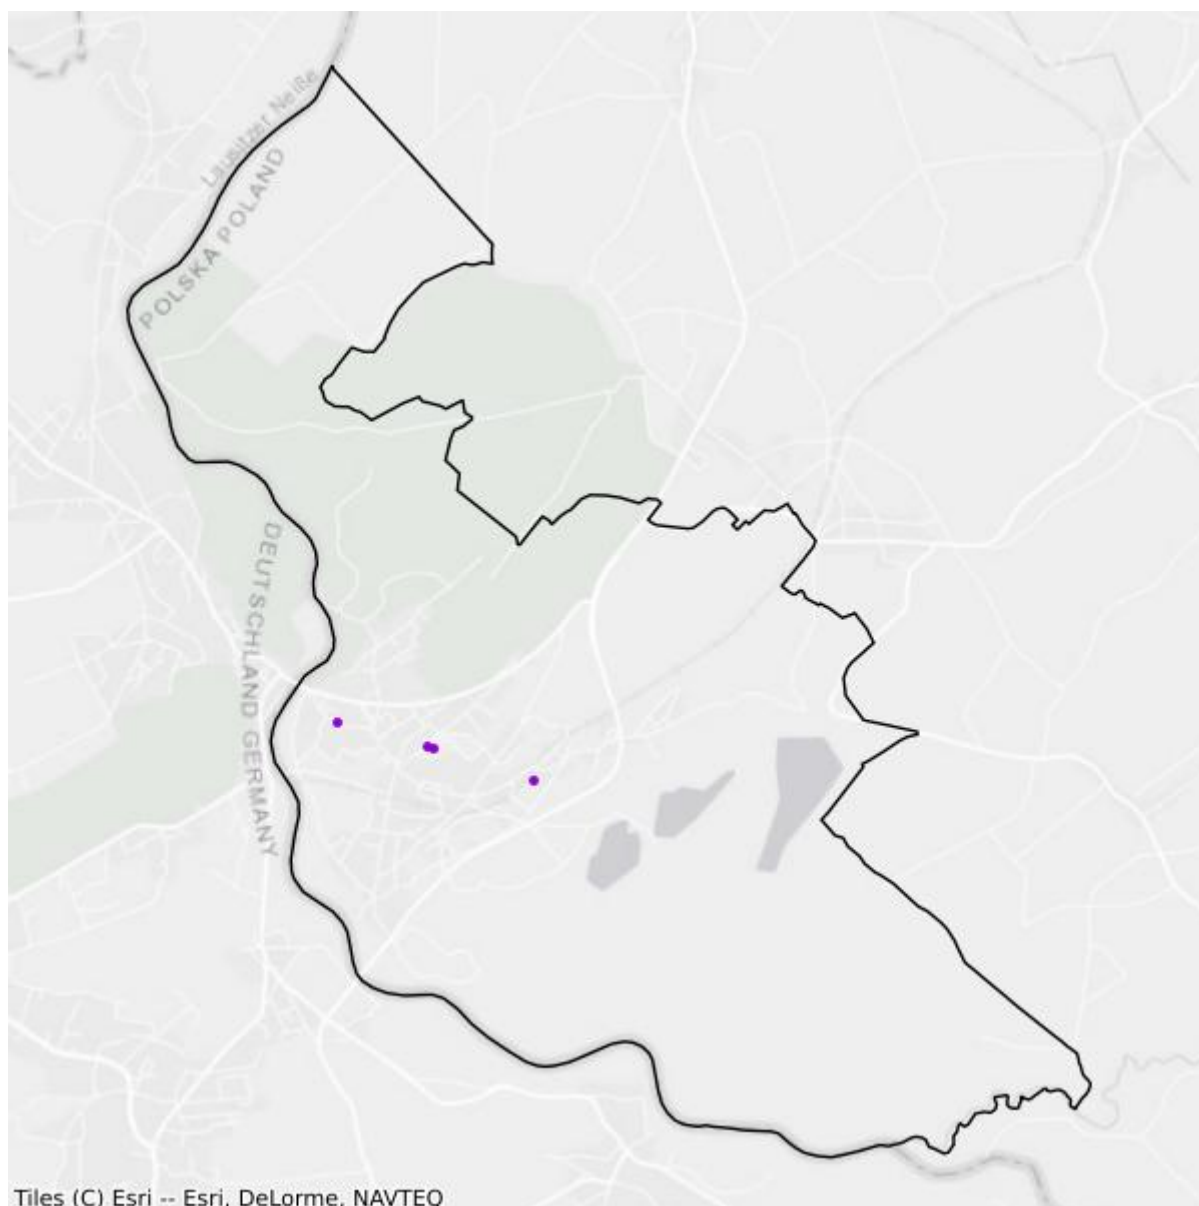 Lausitzer Neiße
POLSKA POLAND
DEUTSCHLAND GERMANY
Tiles (C) Esri -- Esri, DeLorme, NAVTEQ